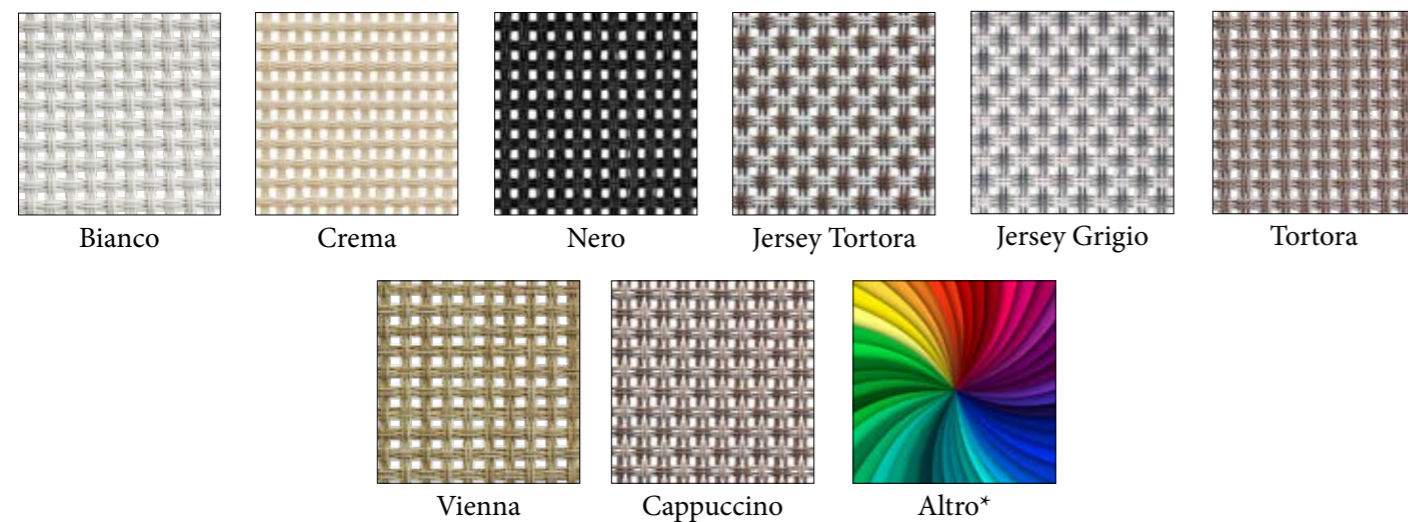 Bianco
Crema
Nero
Jersey Tortora
Jersey Grigio
Tortora
Vienna
Cappuccino
Altro*